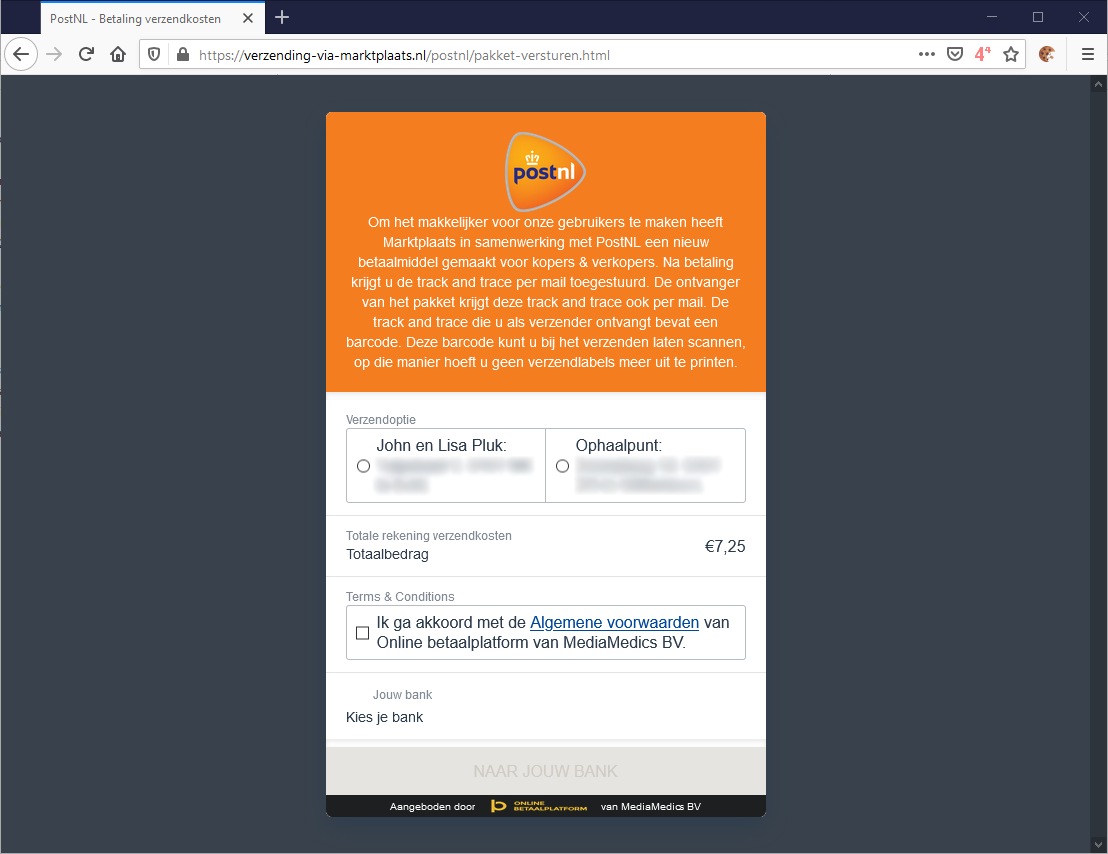 PostNL - Betaling verzendkosten
https://verzending-via-marktplaats.nl/postnl/pakket-versturen.html
4⁴
postnl
Om het makkelijker voor onze gebruikers te maken heeft
Marktplaats in samenwerking met PostNL een nieuw
betaalmiddel gemaakt voor kopers & verkopers. Na betaling
krijgt u de track and trace per mail toegestuurd. De ontvanger
van het pakket krijgt deze track and trace ook per mail. De
track and trace die u als verzender ontvangt bevat een
barcode. Deze barcode kunt u bij het verzenden laten scannen,
op die manier hoeft u geen verzendlabels meer uit te printen.
Verzendoptie
John en Lisa Pluk:
Ophaalpunt:
Totale rekening verzendkosten
Totaalbedrag
€7,25
Terms & Conditions
Ik ga akkoord met de Algemene voorwaarden van
Online betaalplatform van MediaMedics BV.
Jouw bank
Kies je bank
NAAR JOUW BANK
Aangeboden door ONLINE BETAALPLATFORM van MediaMedics BV